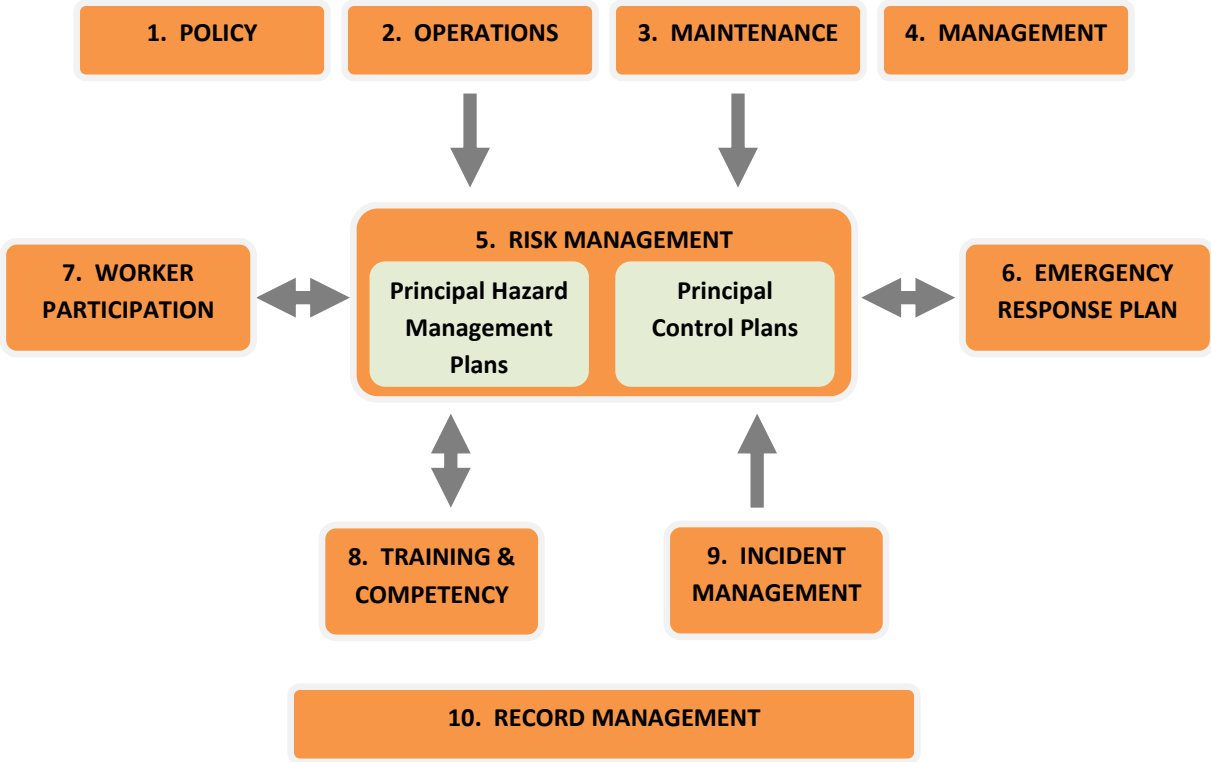 1. POLICY
2. OPERATIONS
3. MAINTENANCE
4. MANAGEMENT
5. RISK MANAGEMENT
7. WORKER
PARTICIPATION
Principal Hazard
Management
Plans
Principal
Control Plans
6. EMERGENCY
RESPONSE PLAN
8. TRAINING &
COMPETENCY
9. INCIDENT
MANAGEMENT
10. RECORD MANAGEMENT